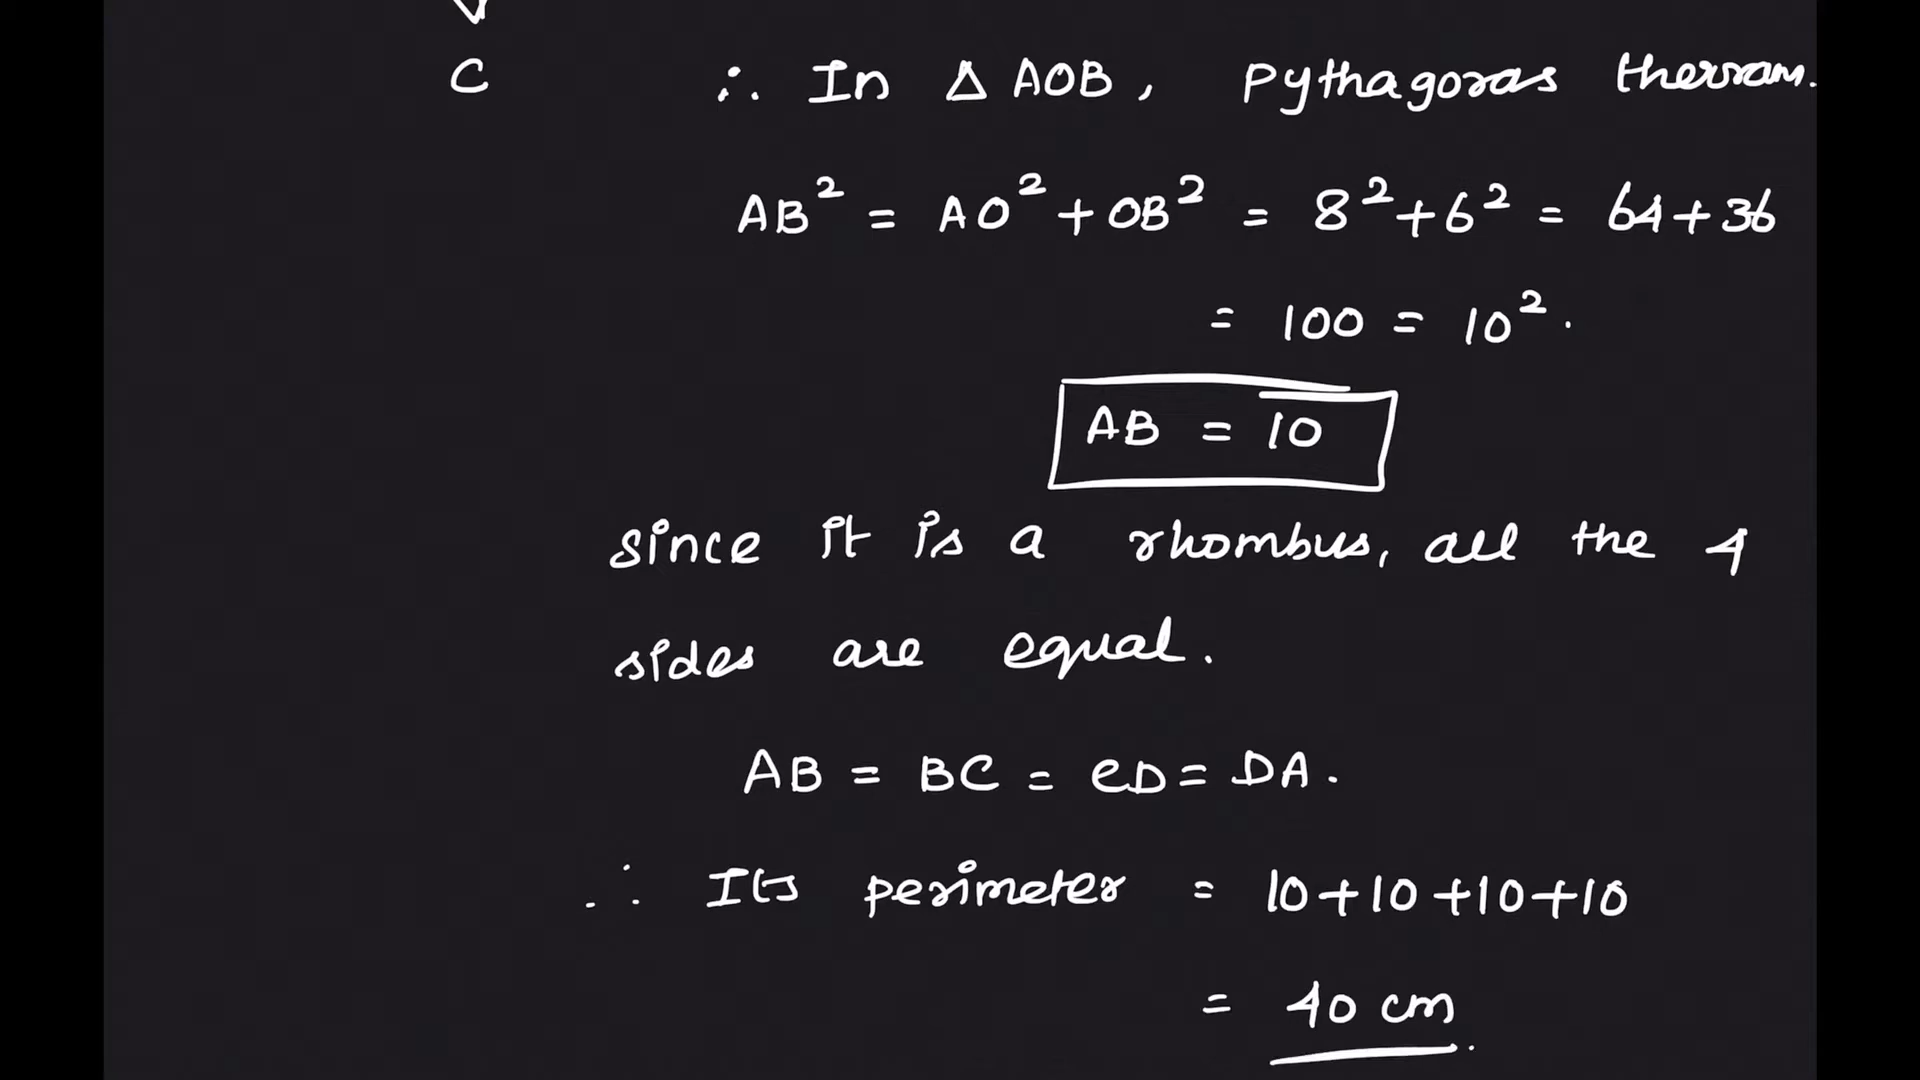 C
∴ In Δ AOB, Pythagoras therram.
AB² = AO² + OB² = 8² + 6² = 64 + 36
= 100 = 10².
AB = 10
since it is a rhombus, all the 4
sides are equal.
AB = BC = CD = DA.
∴ Its perimeter = 10 + 10 + 10 + 10
= 40 cm.